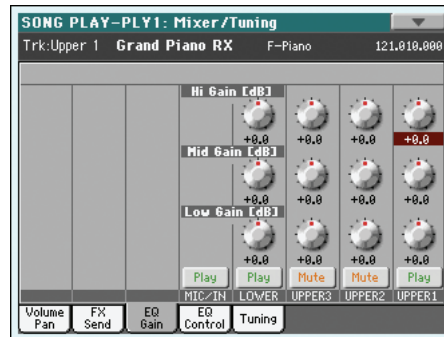 SONG PLAY-PLY1: Mixer/Tuning
Trk:Upper 1 Grand Piano RX F-Piano 121.010.000
Hi Gain [dB]
+0.0 +0.0 +0.0 +0.0
Mid Gain [dB]
+0.0 +0.0 +0.0 +0.0
Low Gain [dB]
+0.0 +0.0 +0.0 +0.0
Play Play Mute Mute Play
MIC/IN LOWER UPPER3 UPPER2 UPPER1
Volume Pan FX Send EQ Gain EQ Control Tuning